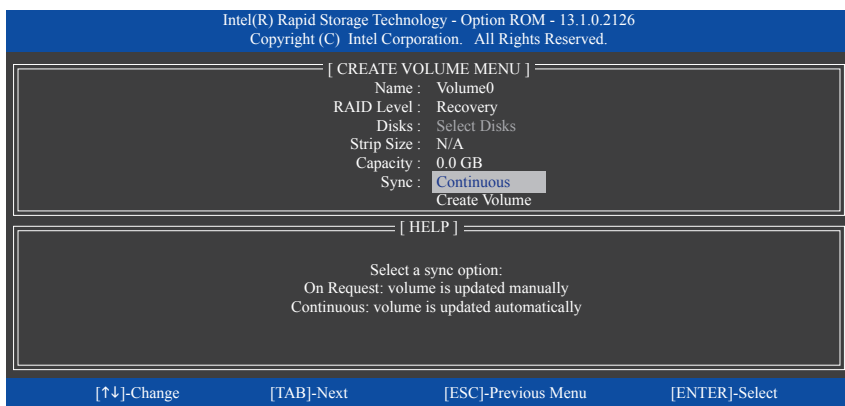 Intel(R) Rapid Storage Technology - Option ROM - 13.1.0.2126
Copyright (C) Intel Corporation. All Rights Reserved.
[ CREATE VOLUME MENU ]
Name : Volume0
RAID Level : Recovery
Disks : Select Disks
Strip Size : N/A
Capacity : 0.0 GB
Sync : Continuous
Create Volume
[ HELP ]
Select a sync option:
On Request: volume is updated manually
Continuous: volume is updated automatically
[↑↓]-Change [TAB]-Next [ESC]-Previous Menu [ENTER]-Select